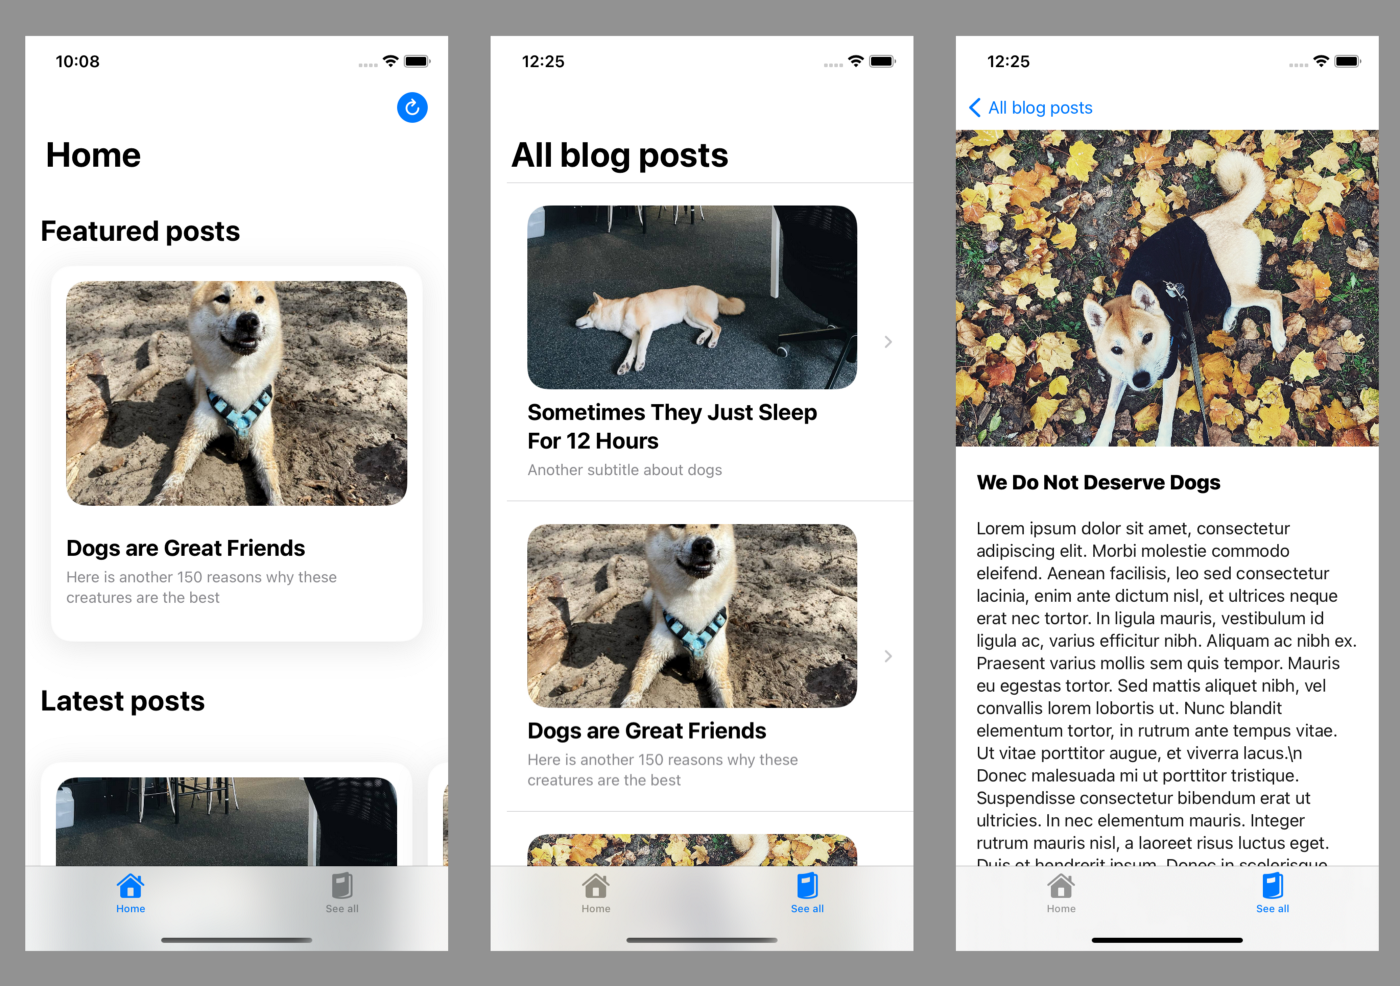 10:08
Home
Featured posts
Dogs are Great Friends
Here is another 150 reasons why these
creatures are the best
Latest posts
Home
See all
12:25
All blog posts
Sometimes They Just Sleep
For 12 Hours
Another subtitle about dogs
Dogs are Great Friends
Here is another 150 reasons why these
creatures are the best
Home
See all
12:25
All blog posts
We Do Not Deserve Dogs
Lorem ipsum dolor sit amet, consectetur
adipiscing elit. Morbi molestie commodo
eleifend. Aenean facilisis, leo sed consectetur
lacinia, enim ante dictum nisl, et ultrices neque
erat nec tortor. In ligula mauris, vestibulum id
ligula ac, varius efficitur nibh. Aliquam ac nibh ex.
Praesent varius mollis sem quis tempor. Mauris
eu egestas tortor. Sed mattis aliquet nibh, vel
convallis lorem lobortis ut. Nunc blandit
elementum tortor, in rutrum ante tempus vitae.
Ut vitae porttitor augue, et viverra lacus.\n
Donec malesuada mi ut porttitor tristique.
Suspendisse consectetur bibendum erat ut
ultricies. In nec elementum mauris. Integer
rutrum mauris nisl, a laoreet risus luctus eget.
Duis et hendrerit ipsum. Donec in scelerisque
Home
See all